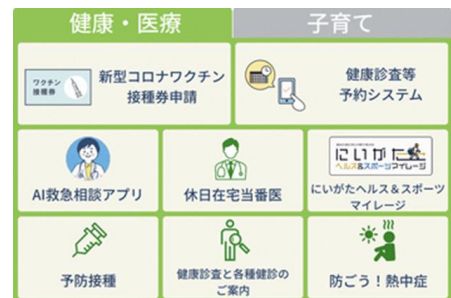 健康・医療
子育て
ワクチン
接種券
新型コロナワクチン
接種券申請
健康診査等
予約システム
AI救急相談アプリ
休日在宅当番医
にいがた
ヘルス&スポーツマイレージ
にいがたヘルス&スポーツ
マイレージ
予防接種
健康診査と各種健診の
ご案内
防ごう!熱中症